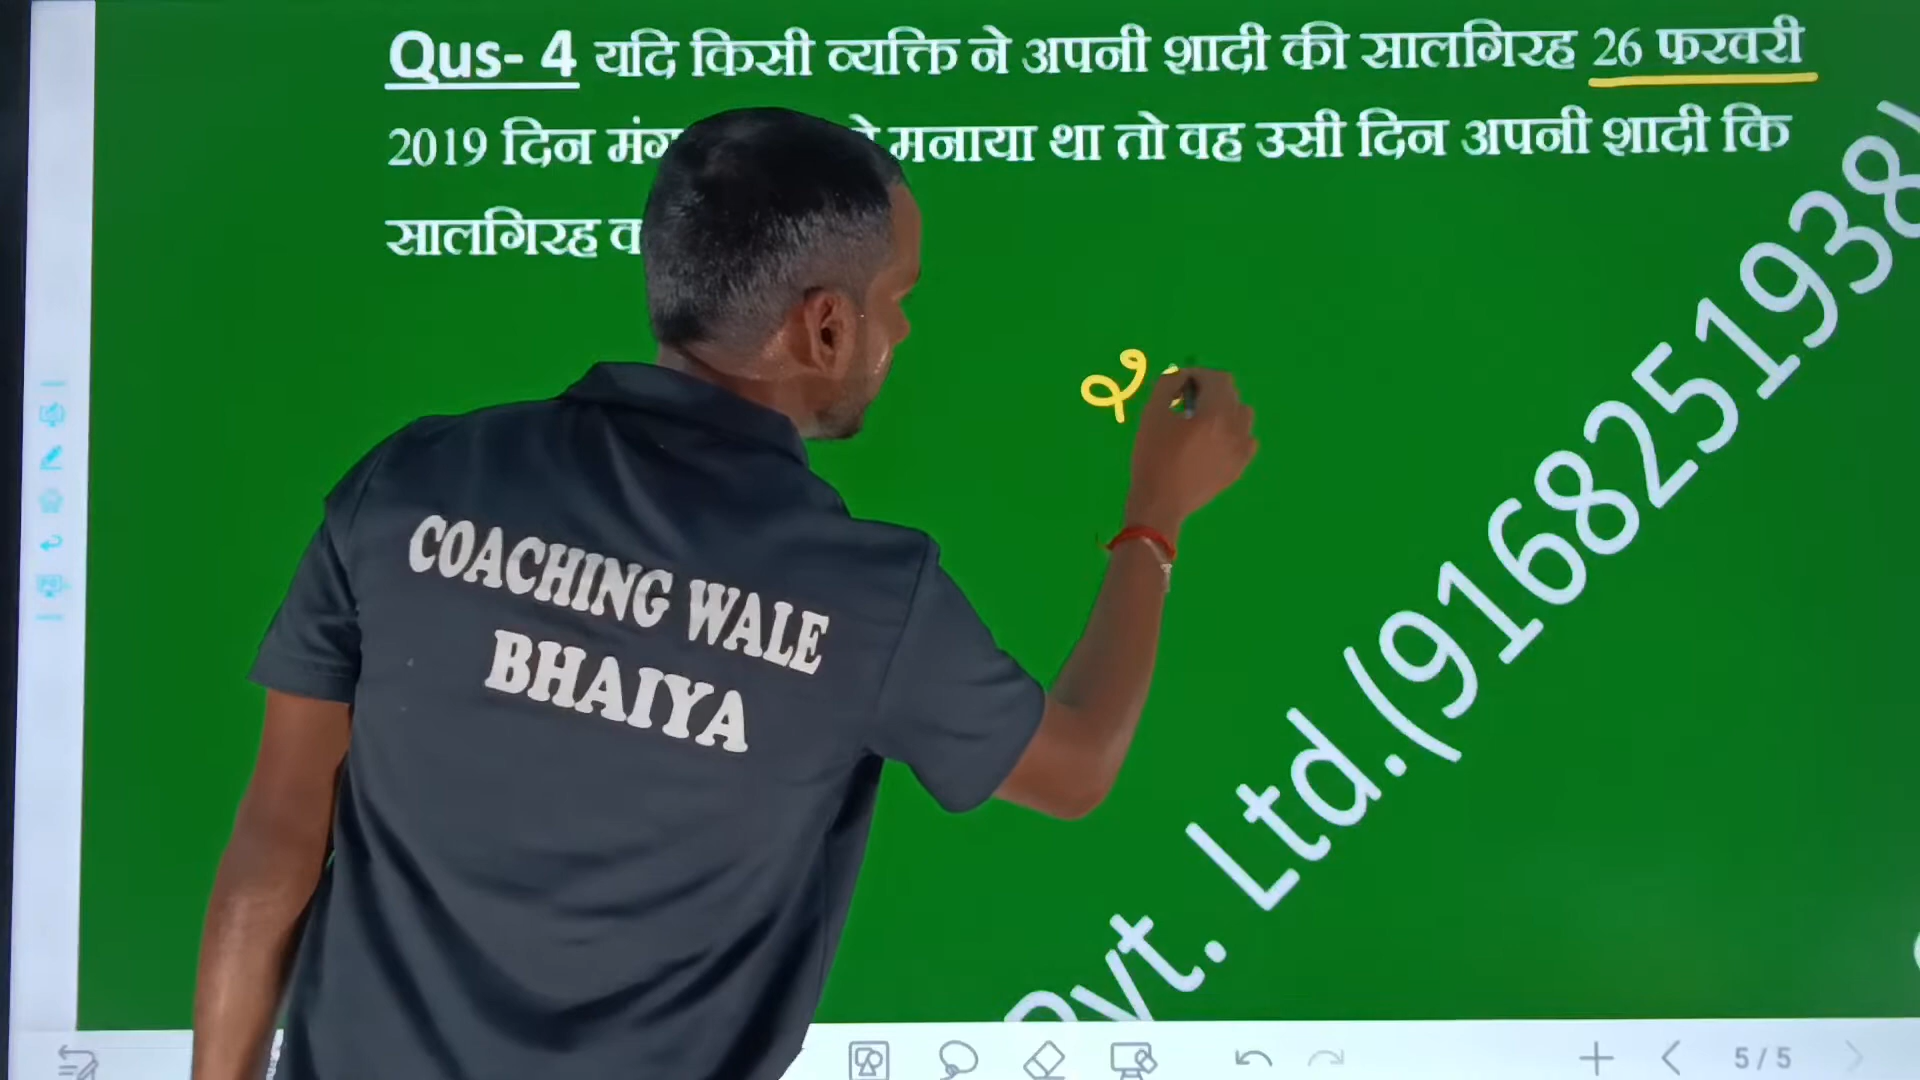 Qus- 4 यदि किसी व्यक्ति ने अपनी शादी की सालगिरह 26 फरवरी
2019 दिन मनाया था तो वह उसी दिन अपनी शादी कि
सालगिरह
COACHING WALE
BHAIYA
Pvt. Ltd.(9168251938)
5/5